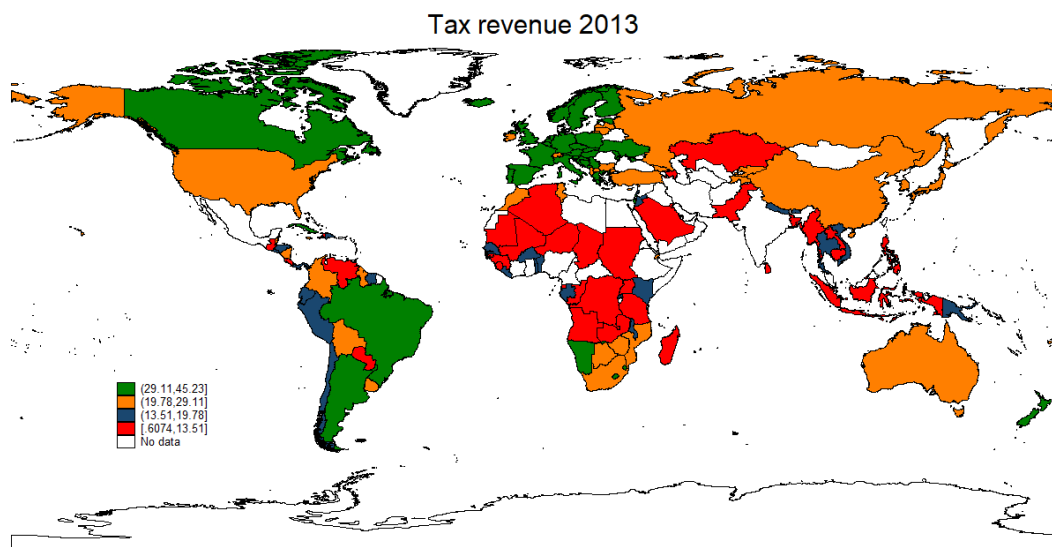 Tax revenue 2013
(29.11,45.23]
(19.78,29.11]
(13.51,19.78]
[.6074,13.51]
No data